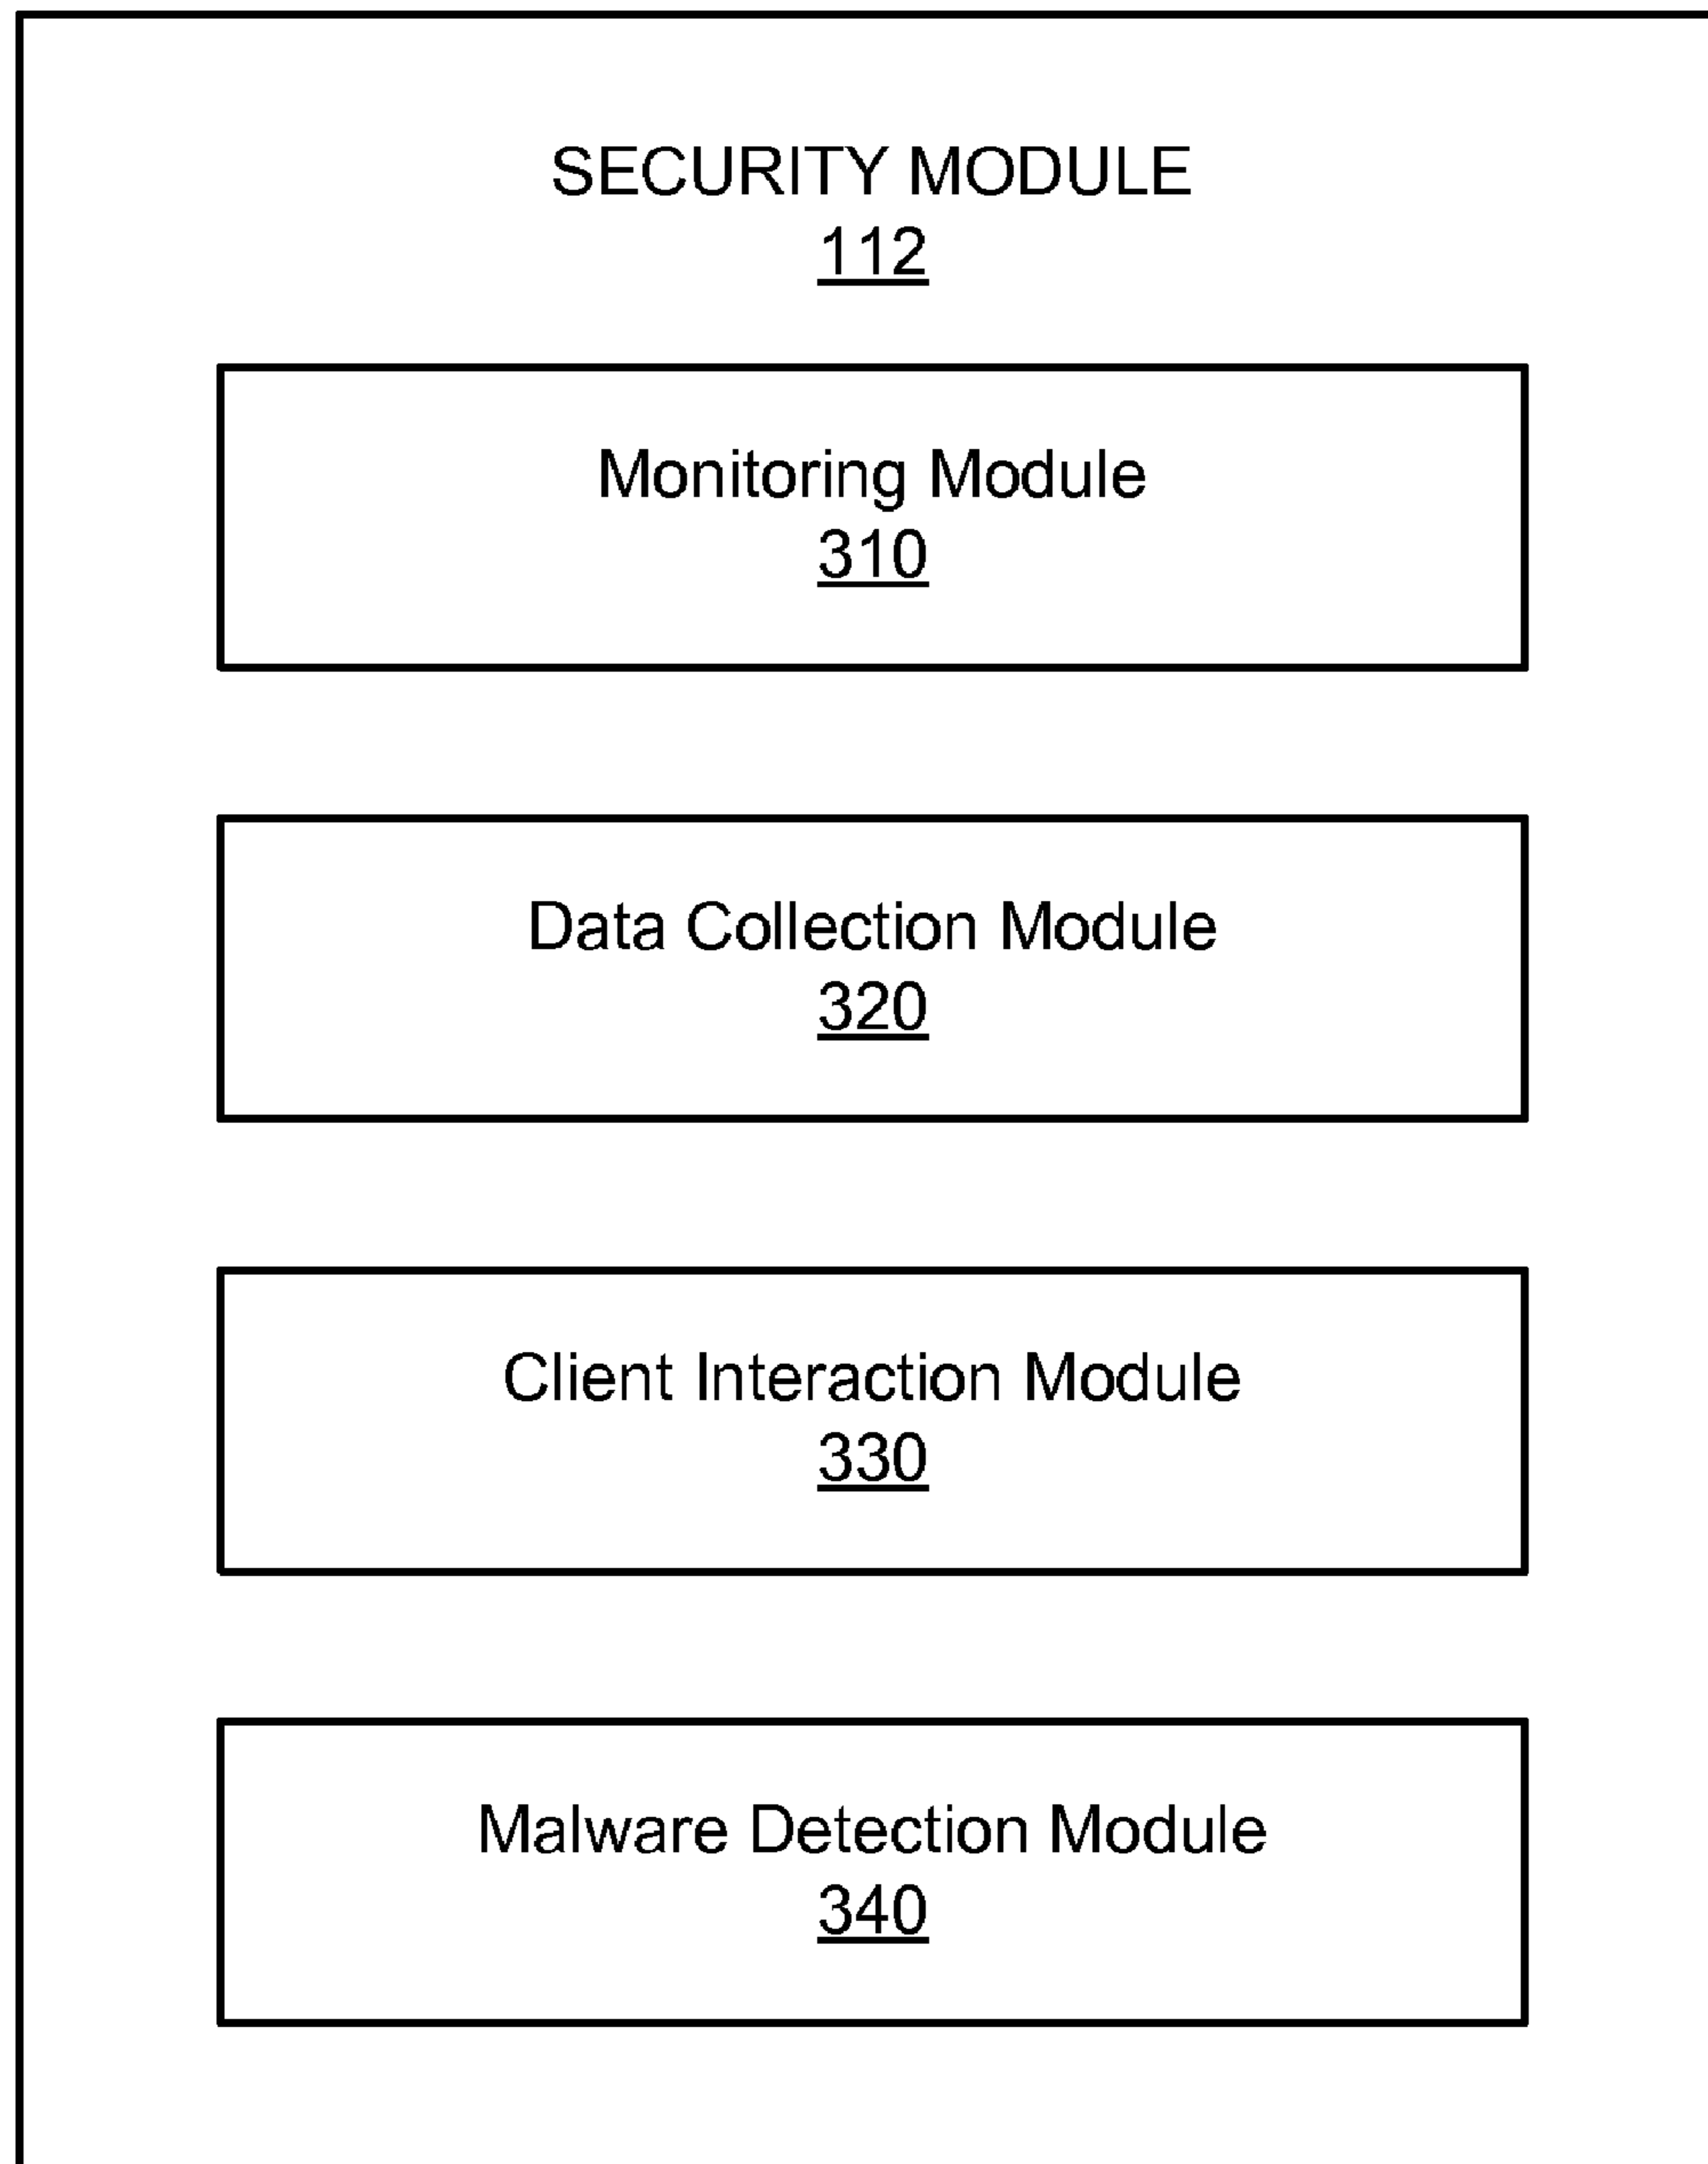 SECURITY MODULE
112
Monitoring Module
310
Data Collection Module
320
Client Interaction Module
330
Malware Detection Module
340